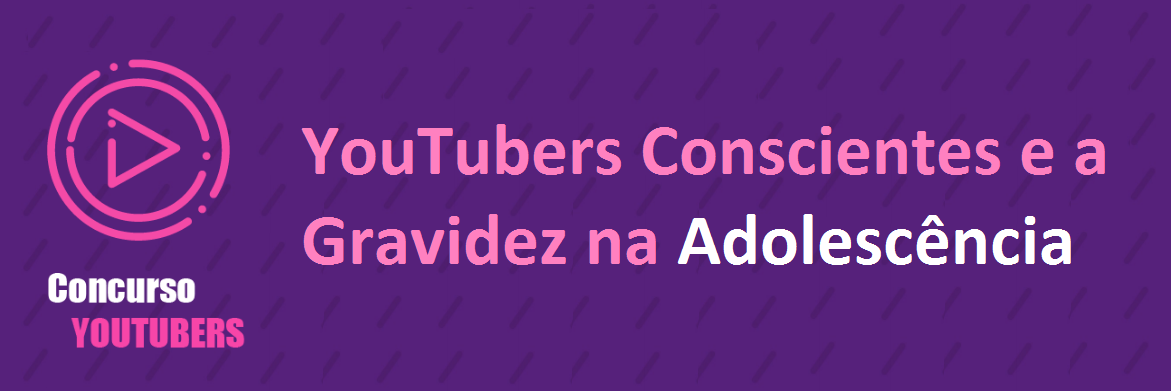 YouTubers Conscientes e a
Gravidez na Adolescência
Concurso
YOUTUBERS